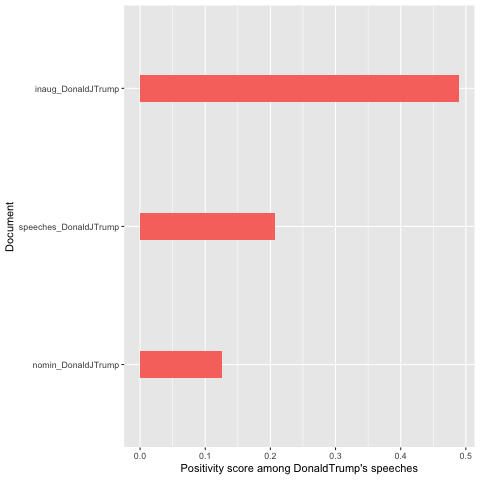 inaug_DonaldJTrump
speeches_DonaldJTrump
nomin_DonaldJTrump
Document
0.0 0.1 0.2 0.3 0.4 0.5
Positivity score among DonaldTrump's speeches